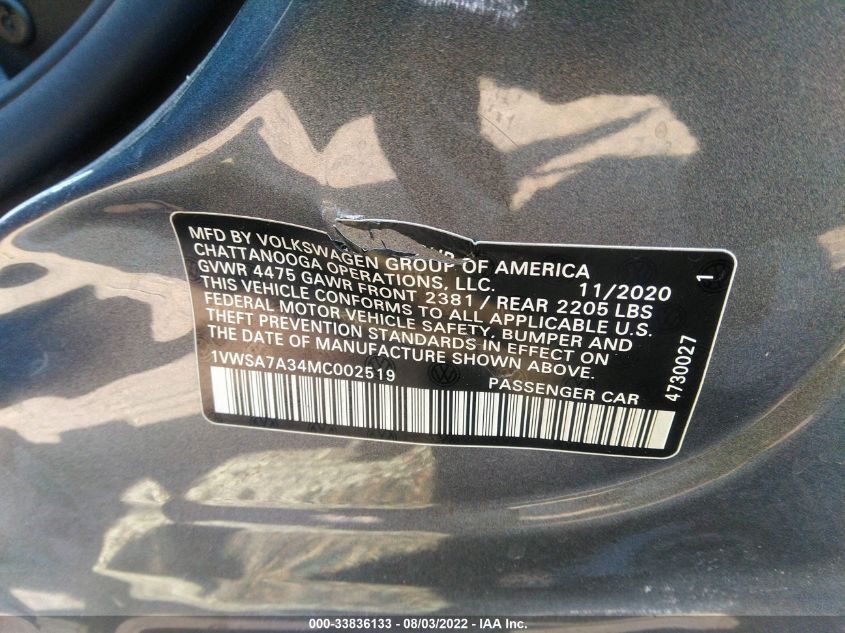 MFD BY VOLKSWAGEN GROUP OF AMERICA
CHATTANOOGA OPERATIONS, LLC. 11/2020 1
GVWR 4475 GAWR FRONT 2381 / REAR 2205 LBS
THIS VEHICLE CONFORMS TO ALL APPLICABLE U.S.
FEDERAL MOTOR VEHICLE SAFETY, BUMPER AND
THEFT PREVENTION STANDARDS IN EFFECT ON
THE DATE OF MANUFACTURE SHOWN ABOVE.
1VWSA7A34MC002519 PASSENGER CAR
4730027
000-33836133 - 08/03/2022 - IAA Inc.